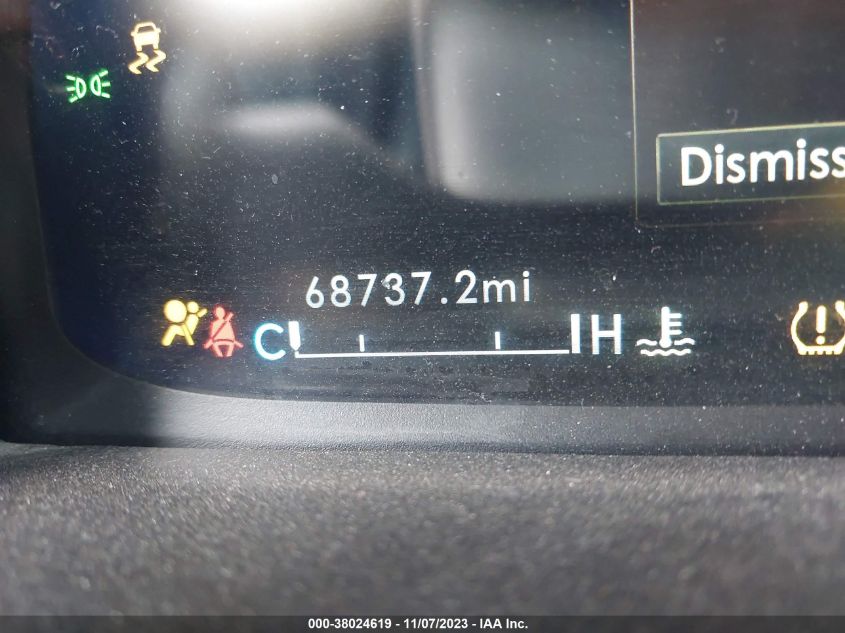 Dismiss
68737.2mi
C H
000-38024619 - 11/07/2023 - IAA Inc.